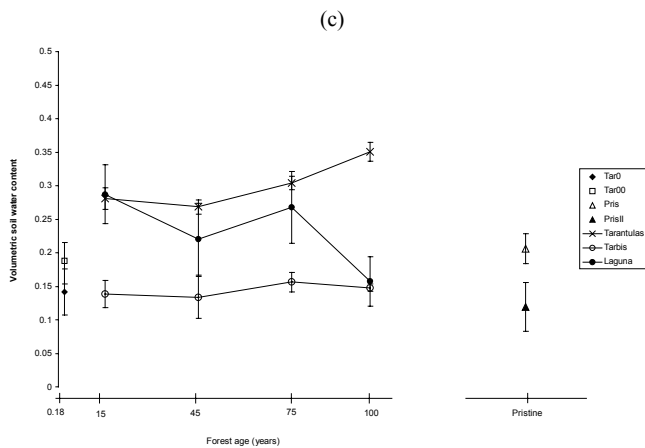 (c)
0.5
0.45
0.4
0.35
0.3
0.25
0.2
0.15
0.1
0.05
0
Volumetric soil water content
0.18
15
45
75
100
Pristine
Forest age (years)
Tar0
Tar00
Pris
PrisII
Tarantulas
Tarbis
Laguna